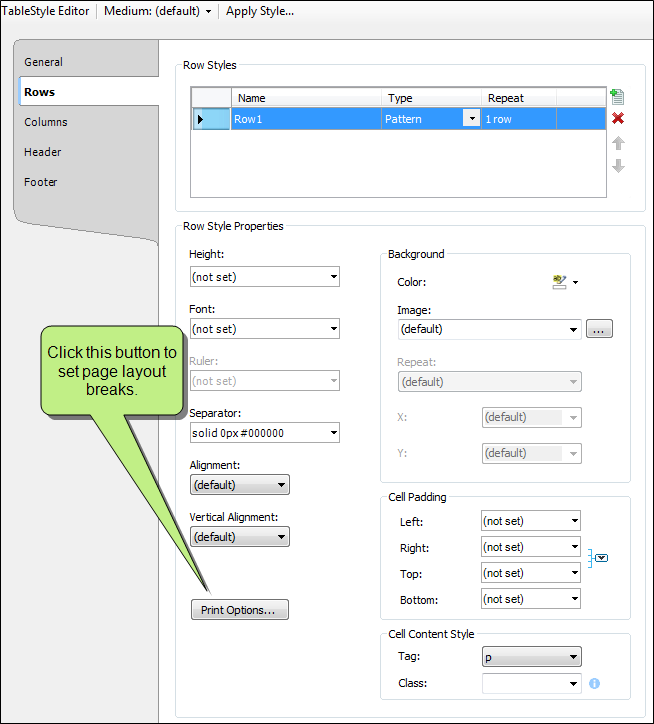 TableStyle Editor Medium: (default) Apply Style...
General
Rows
Columns
Header
Footer
Row Styles
Name Type Repeat
Row1 Pattern 1 row
Row Style Properties
Height:
(not set)
Font:
(not set)
Ruler:
(not set)
Separator:
solid 0px #000000
Alignment:
(default)
Vertical Alignment:
(default)
Print Options...
Click this button to
set page layout
breaks.
Background
Color:
Image:
(default) ...
Repeat:
(default)
X: (default)
Y: (default)
Cell Padding
Left: (not set)
Right: (not set)
Top: (not set)
Bottom: (not set)
Cell Content Style
Tag: p
Class: